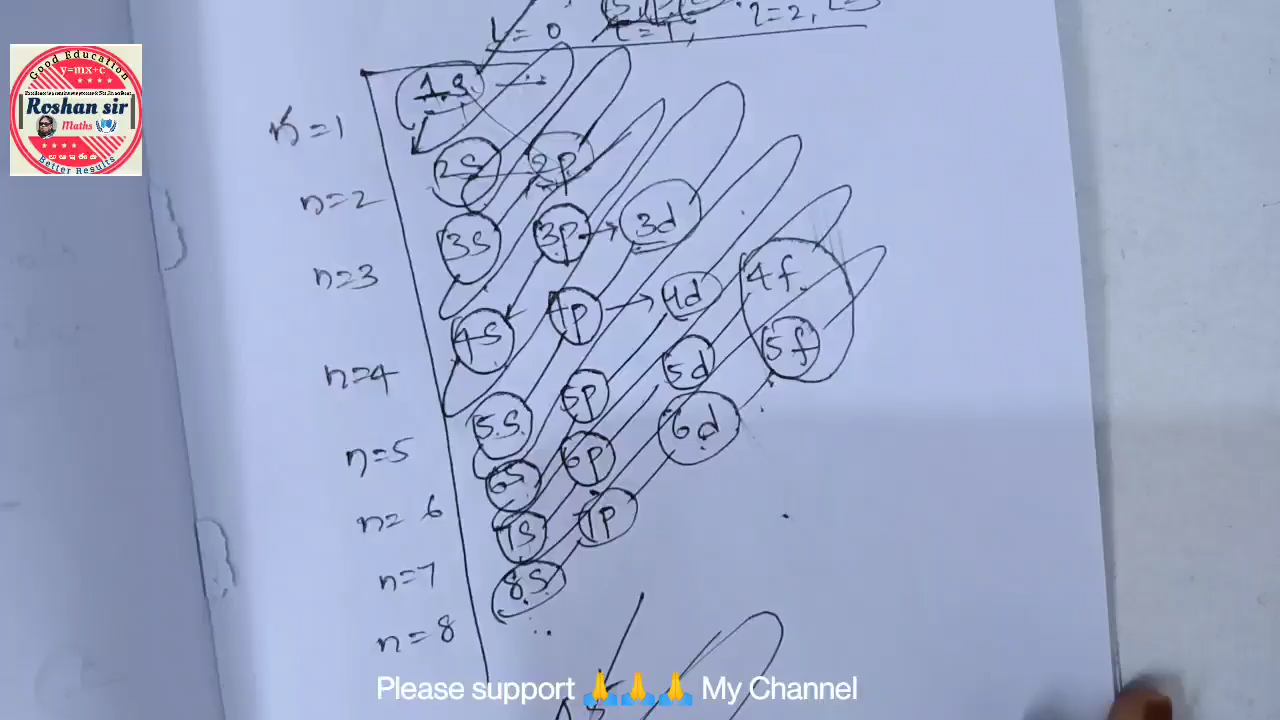 l = 0 l = 1, l=2,
Good Education
y=mx+c
Roshan sir
Maths
Better Results
1s
n=1
2s 2p
n=2
3s 3p → 3d
n=3
4s 4p → 4d 4f
n=4
5s 5p 5d 5f
n=5
6s 6p 6d
n=6
7s 7p
n=7
8s
n=8
Please support 🙏🙏🙏 My Channel